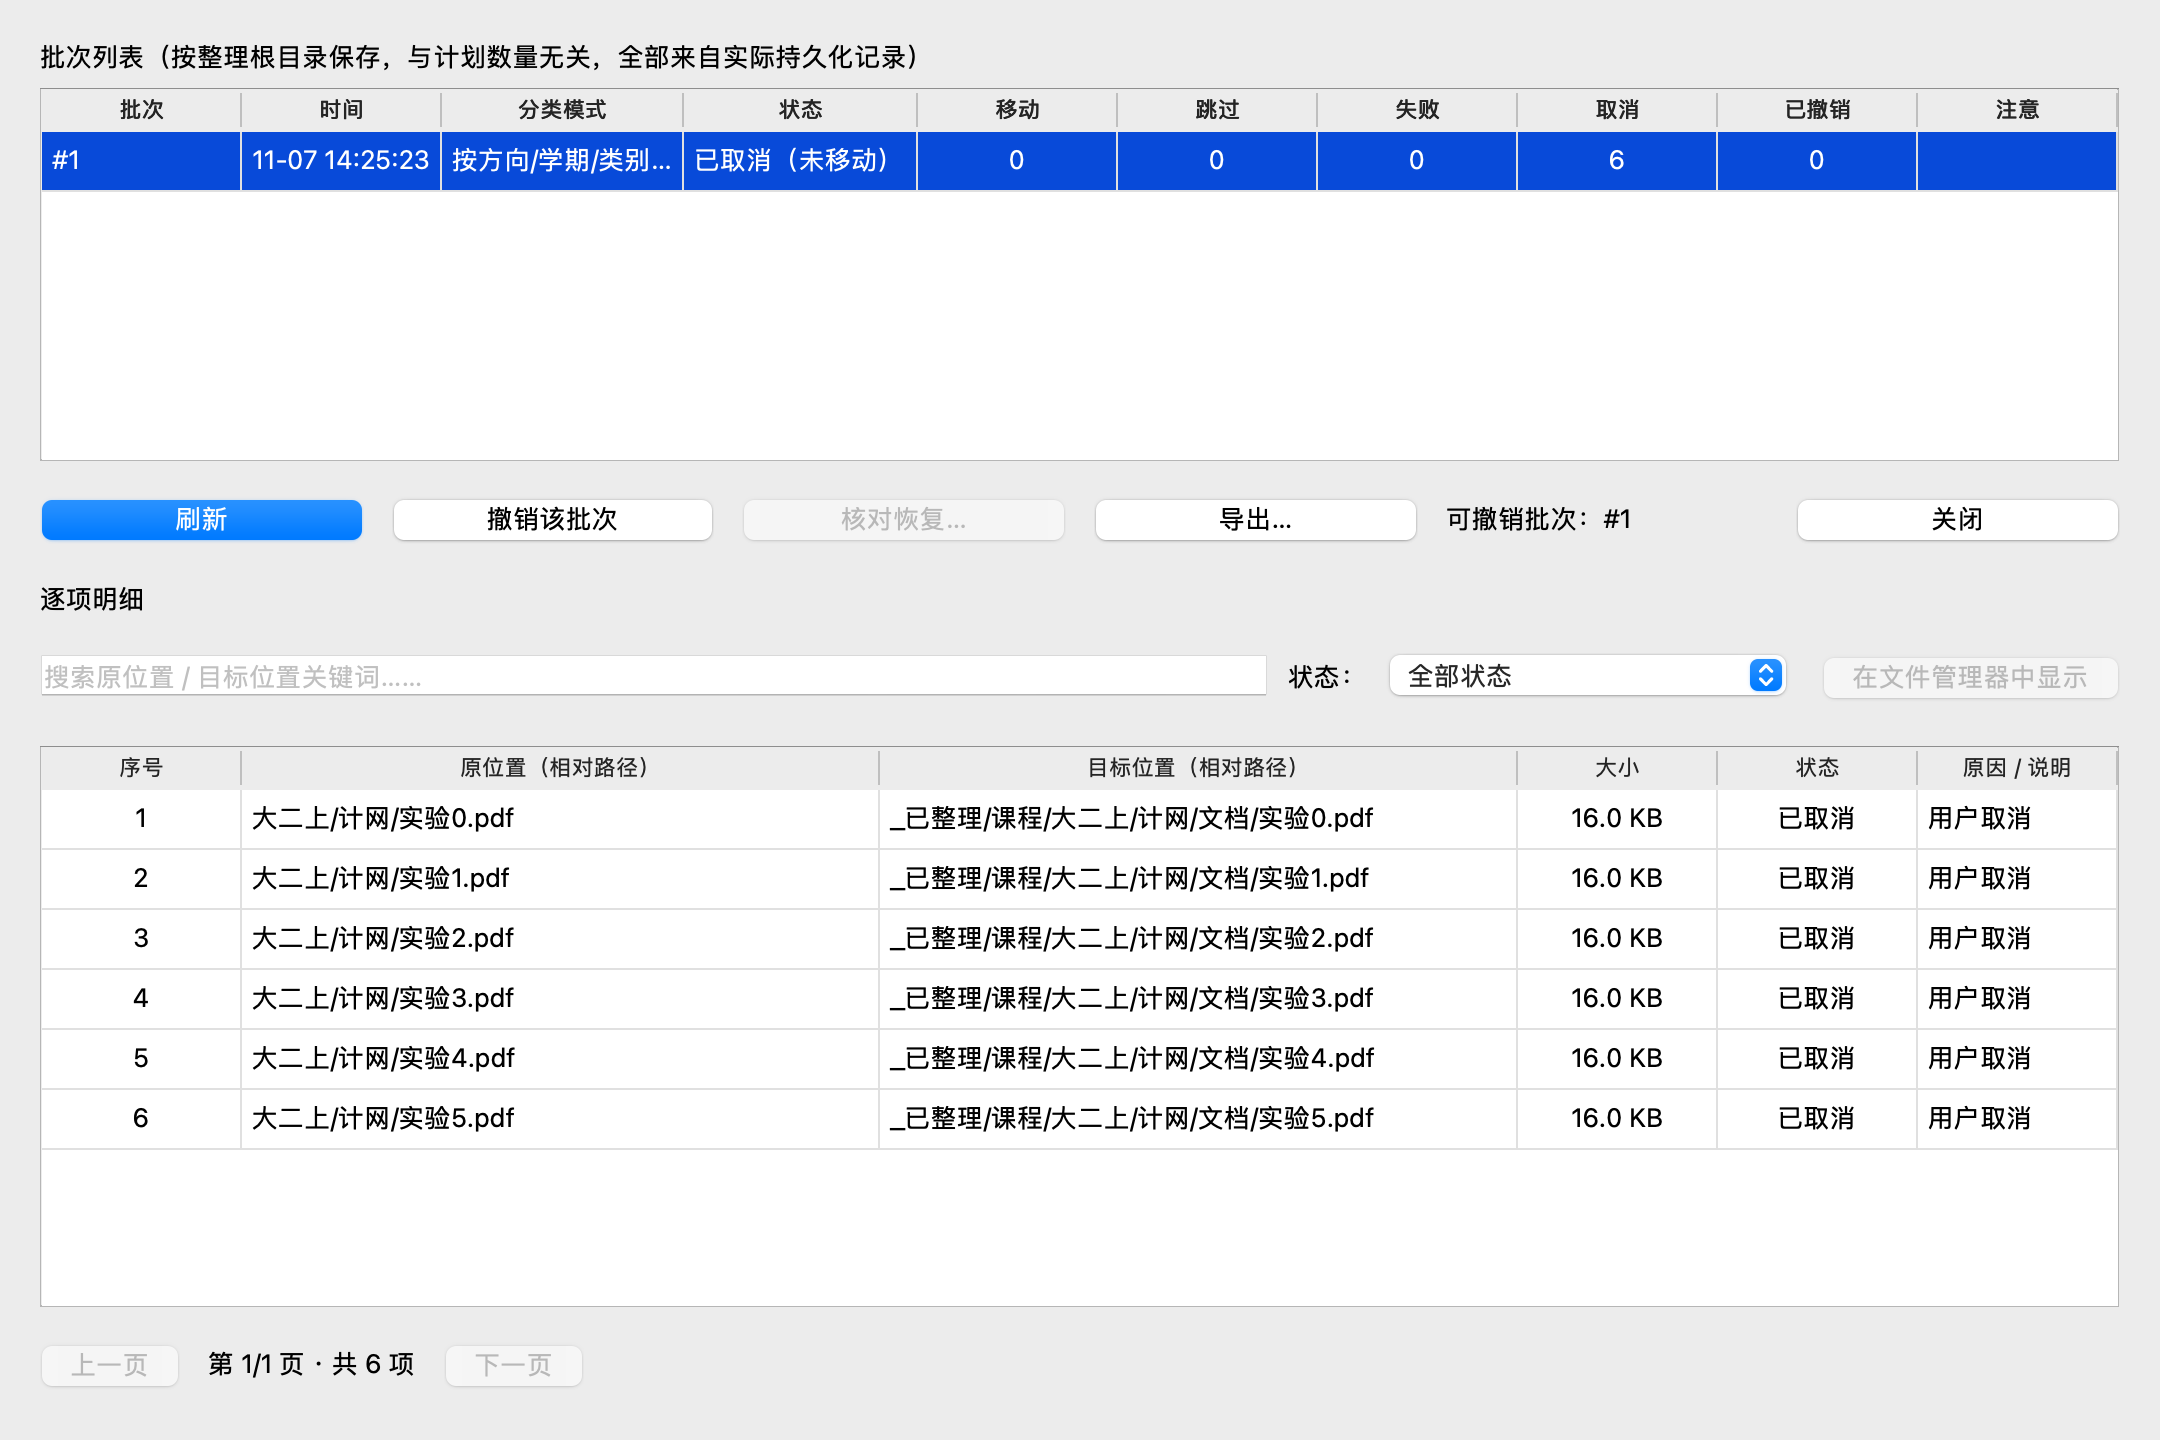 批次列表（按整理根目录保存，与计划数量无关，全部来自实际持久化记录）
批次 时间 分类模式 状态 移动 跳过 失败 取消 已撤销 注意
#1 11-07 14:25:23 按方向/学期/类别... 已取消（未移动） 0 0 0 6 0
刷新 撤销该批次 核对恢复... 导出... 可撤销批次：#1 关闭
逐项明细
搜索原位置 / 目标位置关键词…… 状态： 全部状态 在文件管理器中显示
序号 原位置（相对路径） 目标位置（相对路径） 大小 状态 原因 / 说明
1 大二上/计网/实验0.pdf _已整理/课程/大二上/计网/文档/实验0.pdf 16.0 KB 已取消 用户取消
2 大二上/计网/实验1.pdf _已整理/课程/大二上/计网/文档/实验1.pdf 16.0 KB 已取消 用户取消
3 大二上/计网/实验2.pdf _已整理/课程/大二上/计网/文档/实验2.pdf 16.0 KB 已取消 用户取消
4 大二上/计网/实验3.pdf _已整理/课程/大二上/计网/文档/实验3.pdf 16.0 KB 已取消 用户取消
5 大二上/计网/实验4.pdf _已整理/课程/大二上/计网/文档/实验4.pdf 16.0 KB 已取消 用户取消
6 大二上/计网/实验5.pdf _已整理/课程/大二上/计网/文档/实验5.pdf 16.0 KB 已取消 用户取消
上一页 第 1/1 页 · 共 6 项 下一页